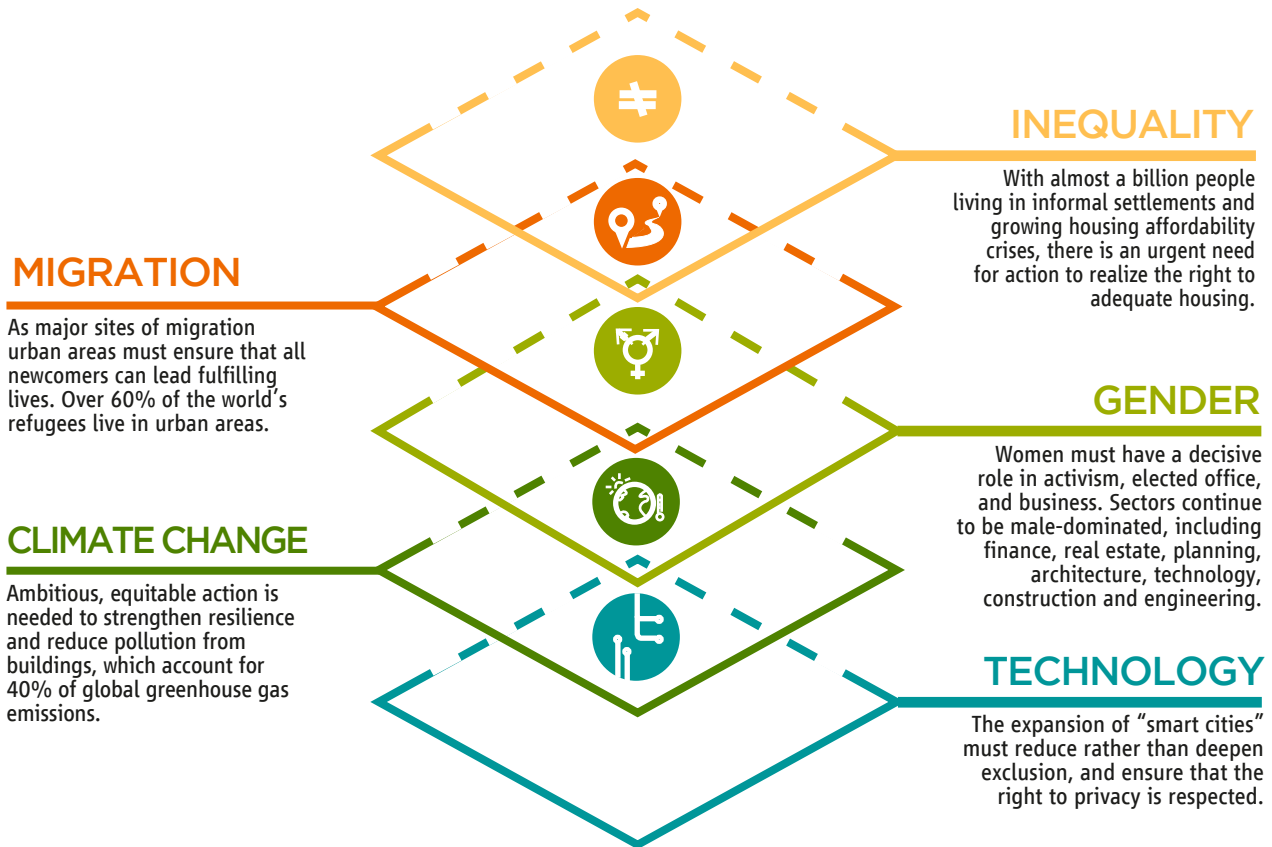 INEQUALITY
With almost a billion people
living in informal settlements and
growing housing affordability
crises, there is an urgent need
for action to realize the right to
adequate housing.
MIGRATION
As major sites of migration
urban areas must ensure that all
newcomers can lead fulfilling
lives. Over 60% of the world’s
refugees live in urban areas.
GENDER
Women must have a decisive
role in activism, elected office,
and business. Sectors continue
to be male-dominated, including
finance, real estate, planning,
architecture, technology,
construction and engineering.
CLIMATE CHANGE
Ambitious, equitable action is
needed to strengthen resilience
and reduce pollution from
buildings, which account for
40% of global greenhouse gas
emissions.
TECHNOLOGY
The expansion of “smart cities”
must reduce rather than deepen
exclusion, and ensure that the
right to privacy is respected.